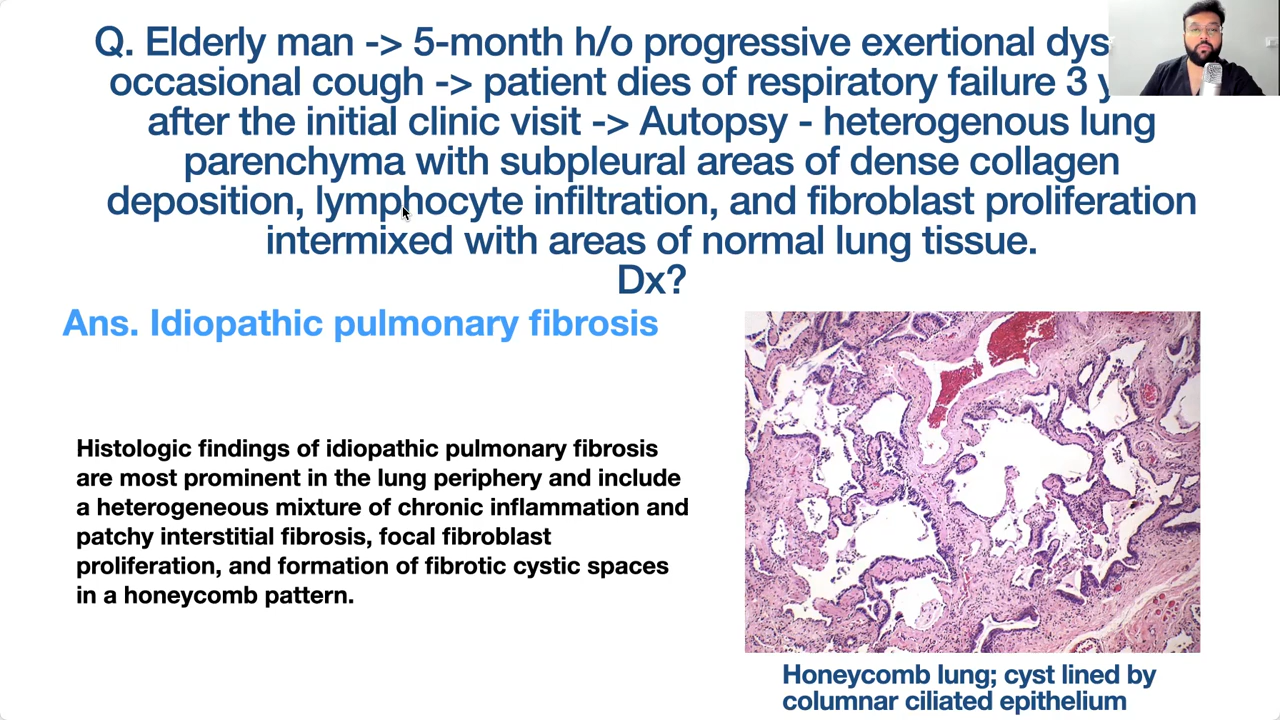 Q. Elderly man -> 5-month h/o progressive exertional
occasional cough -> patient dies of respiratory failure 3
after the initial clinic visit -> Autopsy - heterogenous lung
parenchyma with subpleural areas of dense collagen
deposition, lymphocyte infiltration, and fibroblast proliferation
intermixed with areas of normal lung tissue.
Dx?
Ans. Idiopathic pulmonary fibrosis
Histologic findings of idiopathic pulmonary fibrosis
are most prominent in the lung periphery and include
a heterogeneous mixture of chronic inflammation and
patchy interstitial fibrosis, focal fibroblast
proliferation, and formation of fibrotic cystic spaces
in a honeycomb pattern.
Honeycomb lung; cyst lined by
columnar ciliated epithelium